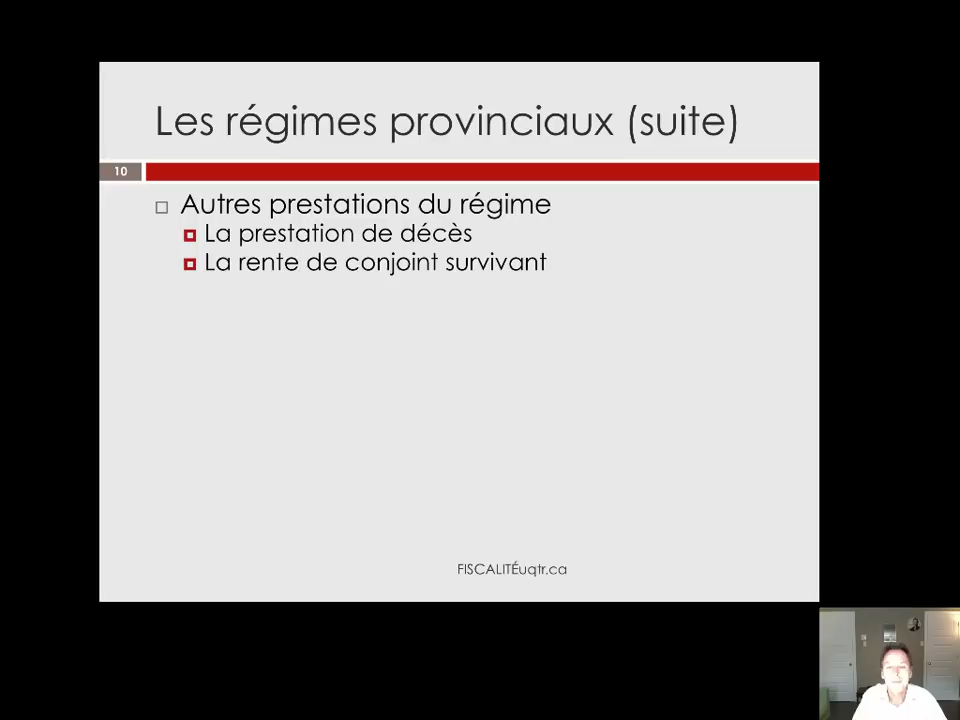 Les régimes provinciaux (suite)
10
Autres prestations du régime
La prestation de décès
La rente de conjoint survivant
FISCALITÉuqtr.ca